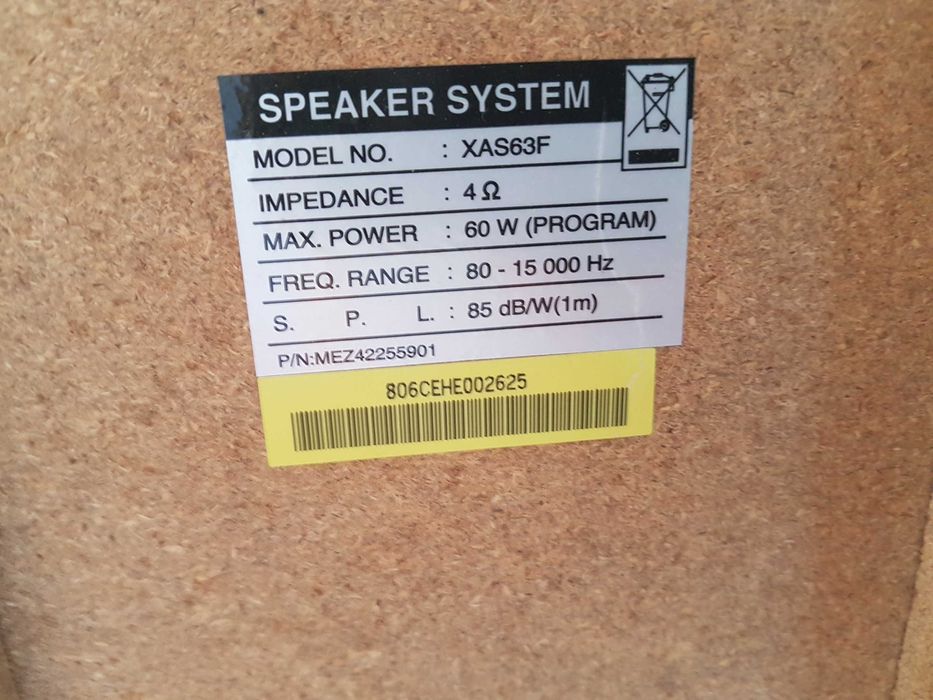 SPEAKER SYSTEM
MODEL NO. : XAS63F
IMPEDANCE : 4 Ω
MAX. POWER : 60 W (PROGRAM)
FREQ. RANGE : 80 - 15 000 Hz
S. P. L. : 85 dB/W(1m)
P/N:MEZ42255901
806CEHE002625